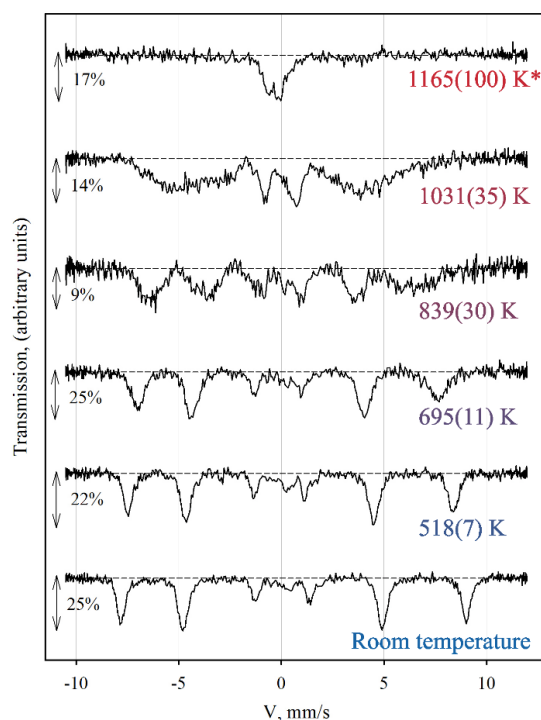 17%
1165(100) K*
14%
1031(35) K
9%
839(30) K
25%
695(11) K
22%
518(7) K
25%
Room temperature
Transmission, (arbitrary units)
-10 -5 0 5 10
V, mm/s